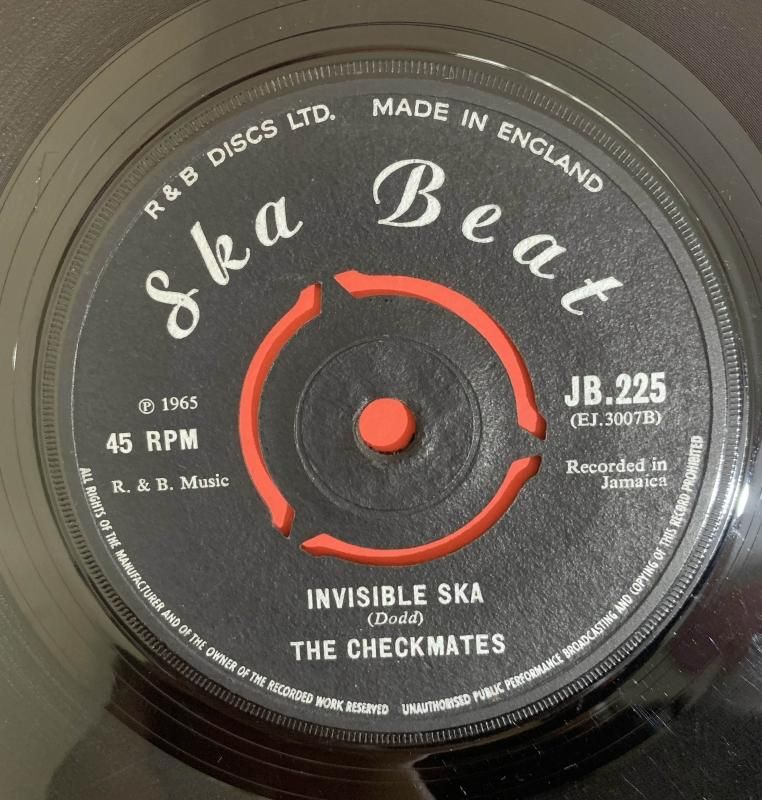 R & B DISCS LTD. MADE IN ENGLAND
Ska Beat
℗ 1965
45 RPM
R. & B. Music
JB.225
(EJ.3007B)
Recorded in
Jamaica
INVISIBLE SKA
(Dodd)
THE CHECKMATES
ALL RIGHTS OF THE MANUFACTURER AND OF THE OWNER OF THE RECORDED WORK RESERVED UNAUTHORISED PUBLIC PERFORMANCE BROADCASTING AND COPYING OF THIS RECORD PROHIBITED